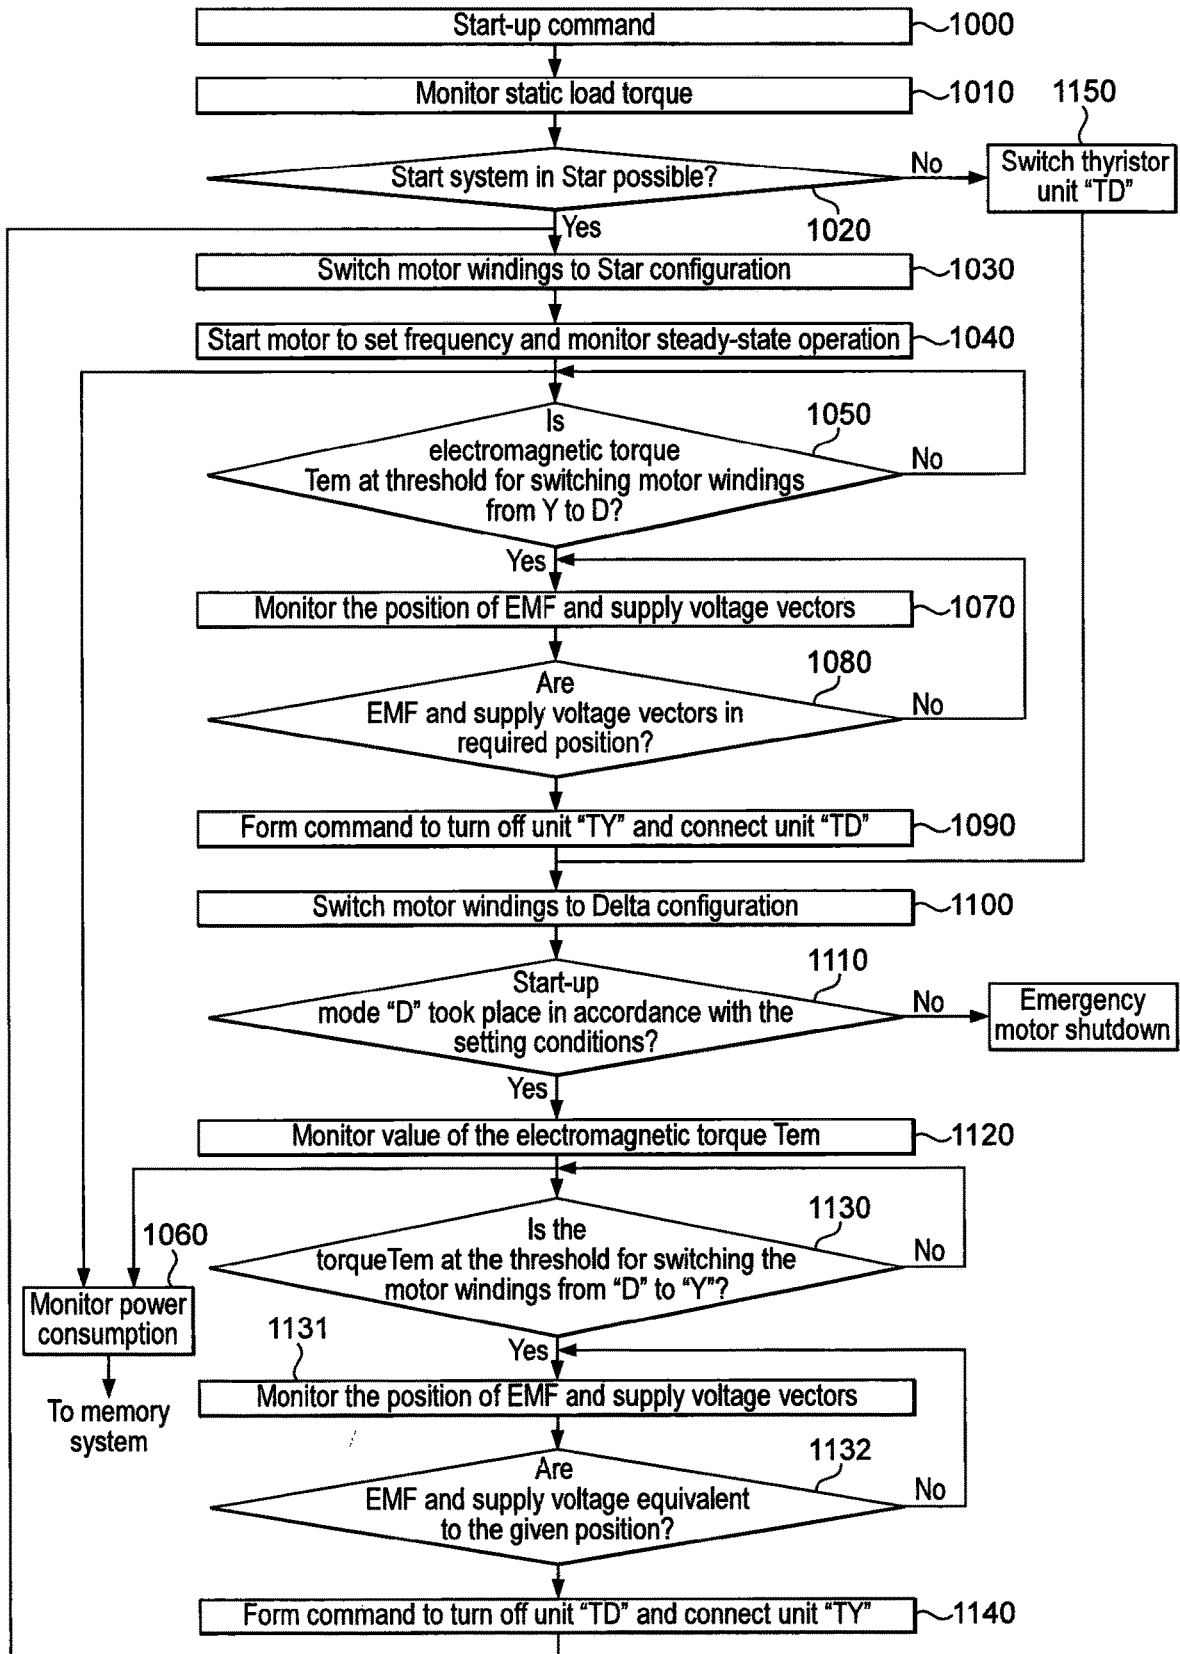 Start-up command
1000
Monitor static load torque
1010
1150
Start system in Star possible?
No
Switch thyristor
unit “TD”
1020
Yes
Switch motor windings to Star configuration
1030
Start motor to set frequency and monitor steady-state operation
1040
1050
Is
electromagnetic torque
Tem at threshold for switching motor windings
from Y to D?
No
Yes
Monitor the position of EMF and supply voltage vectors
1070
1080
Are
EMF and supply voltage vectors in
required position?
No
Form command to turn off unit “TY” and connect unit “TD”
1090
Switch motor windings to Delta configuration
1100
1110
Start-up
mode “D” took place in accordance with the
setting conditions?
No
Emergency
motor shutdown
Yes
Monitor value of the electromagnetic torque Tem
1120
1130
Is the
torqueTem at the threshold for switching the
motor windings from “D” to “Y”?
No
1060
Monitor power
consumption
To memory
system
1131
Yes
Monitor the position of EMF and supply voltage vectors
1132
Are
EMF and supply voltage equivalent
to the given position?
No
Form command to turn off unit “TD” and connect unit “TY”
1140